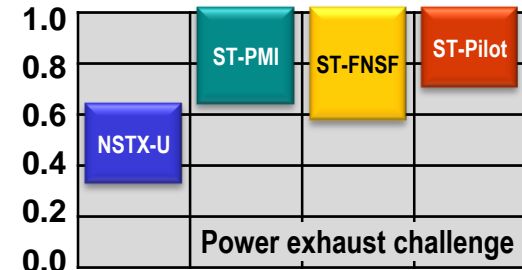 1.0
0.8
0.6
0.4
0.2
0.0
NSTX-U
ST-PMI
ST-FNSF
ST-Pilot
Power exhaust challenge